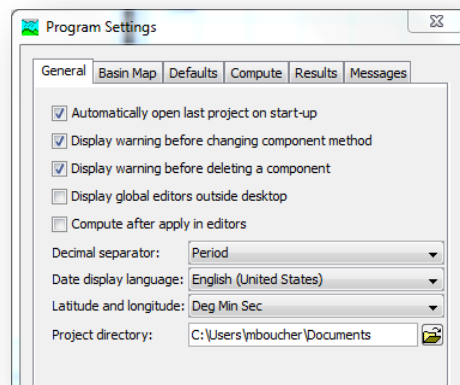 Program Settings
General Basin Map Defaults Compute Results Messages
Automatically open last project on start-up
Display warning before changing component method
Display warning before deleting a component
Display global editors outside desktop
Compute after apply in editors
Decimal separator: Period
Date display language: English (United States)
Latitude and longitude: Deg Min Sec
Project directory: C:\Users\mboucher\Documents